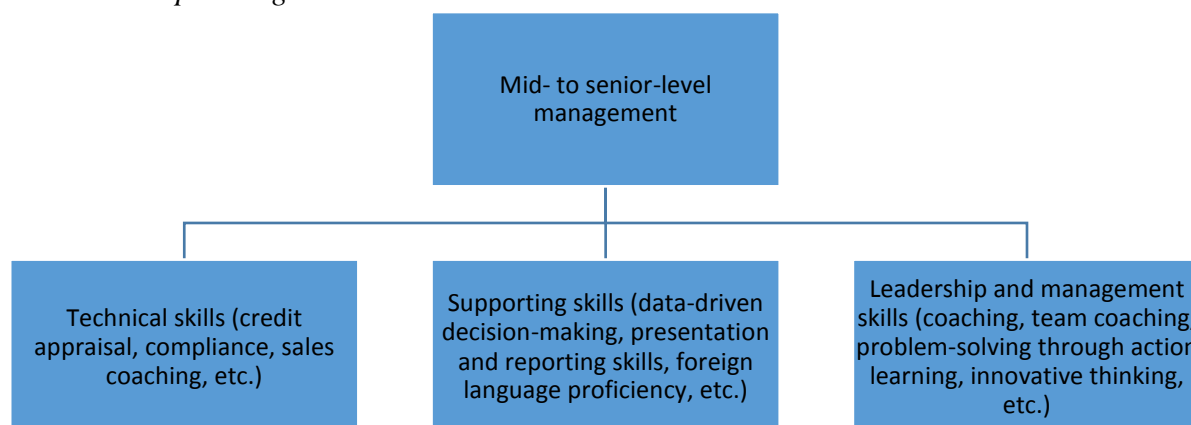 Mid- to senior-level
management
Technical skills (credit
appraisal, compliance, sales
coaching, etc.)
Supporting skills (data-driven
decision-making, presentation
and reporting skills, foreign
language proficiency, etc.)
Leadership and management
skills (coaching, team coaching,
problem-solving through action
learning, innovative thinking,
etc.)